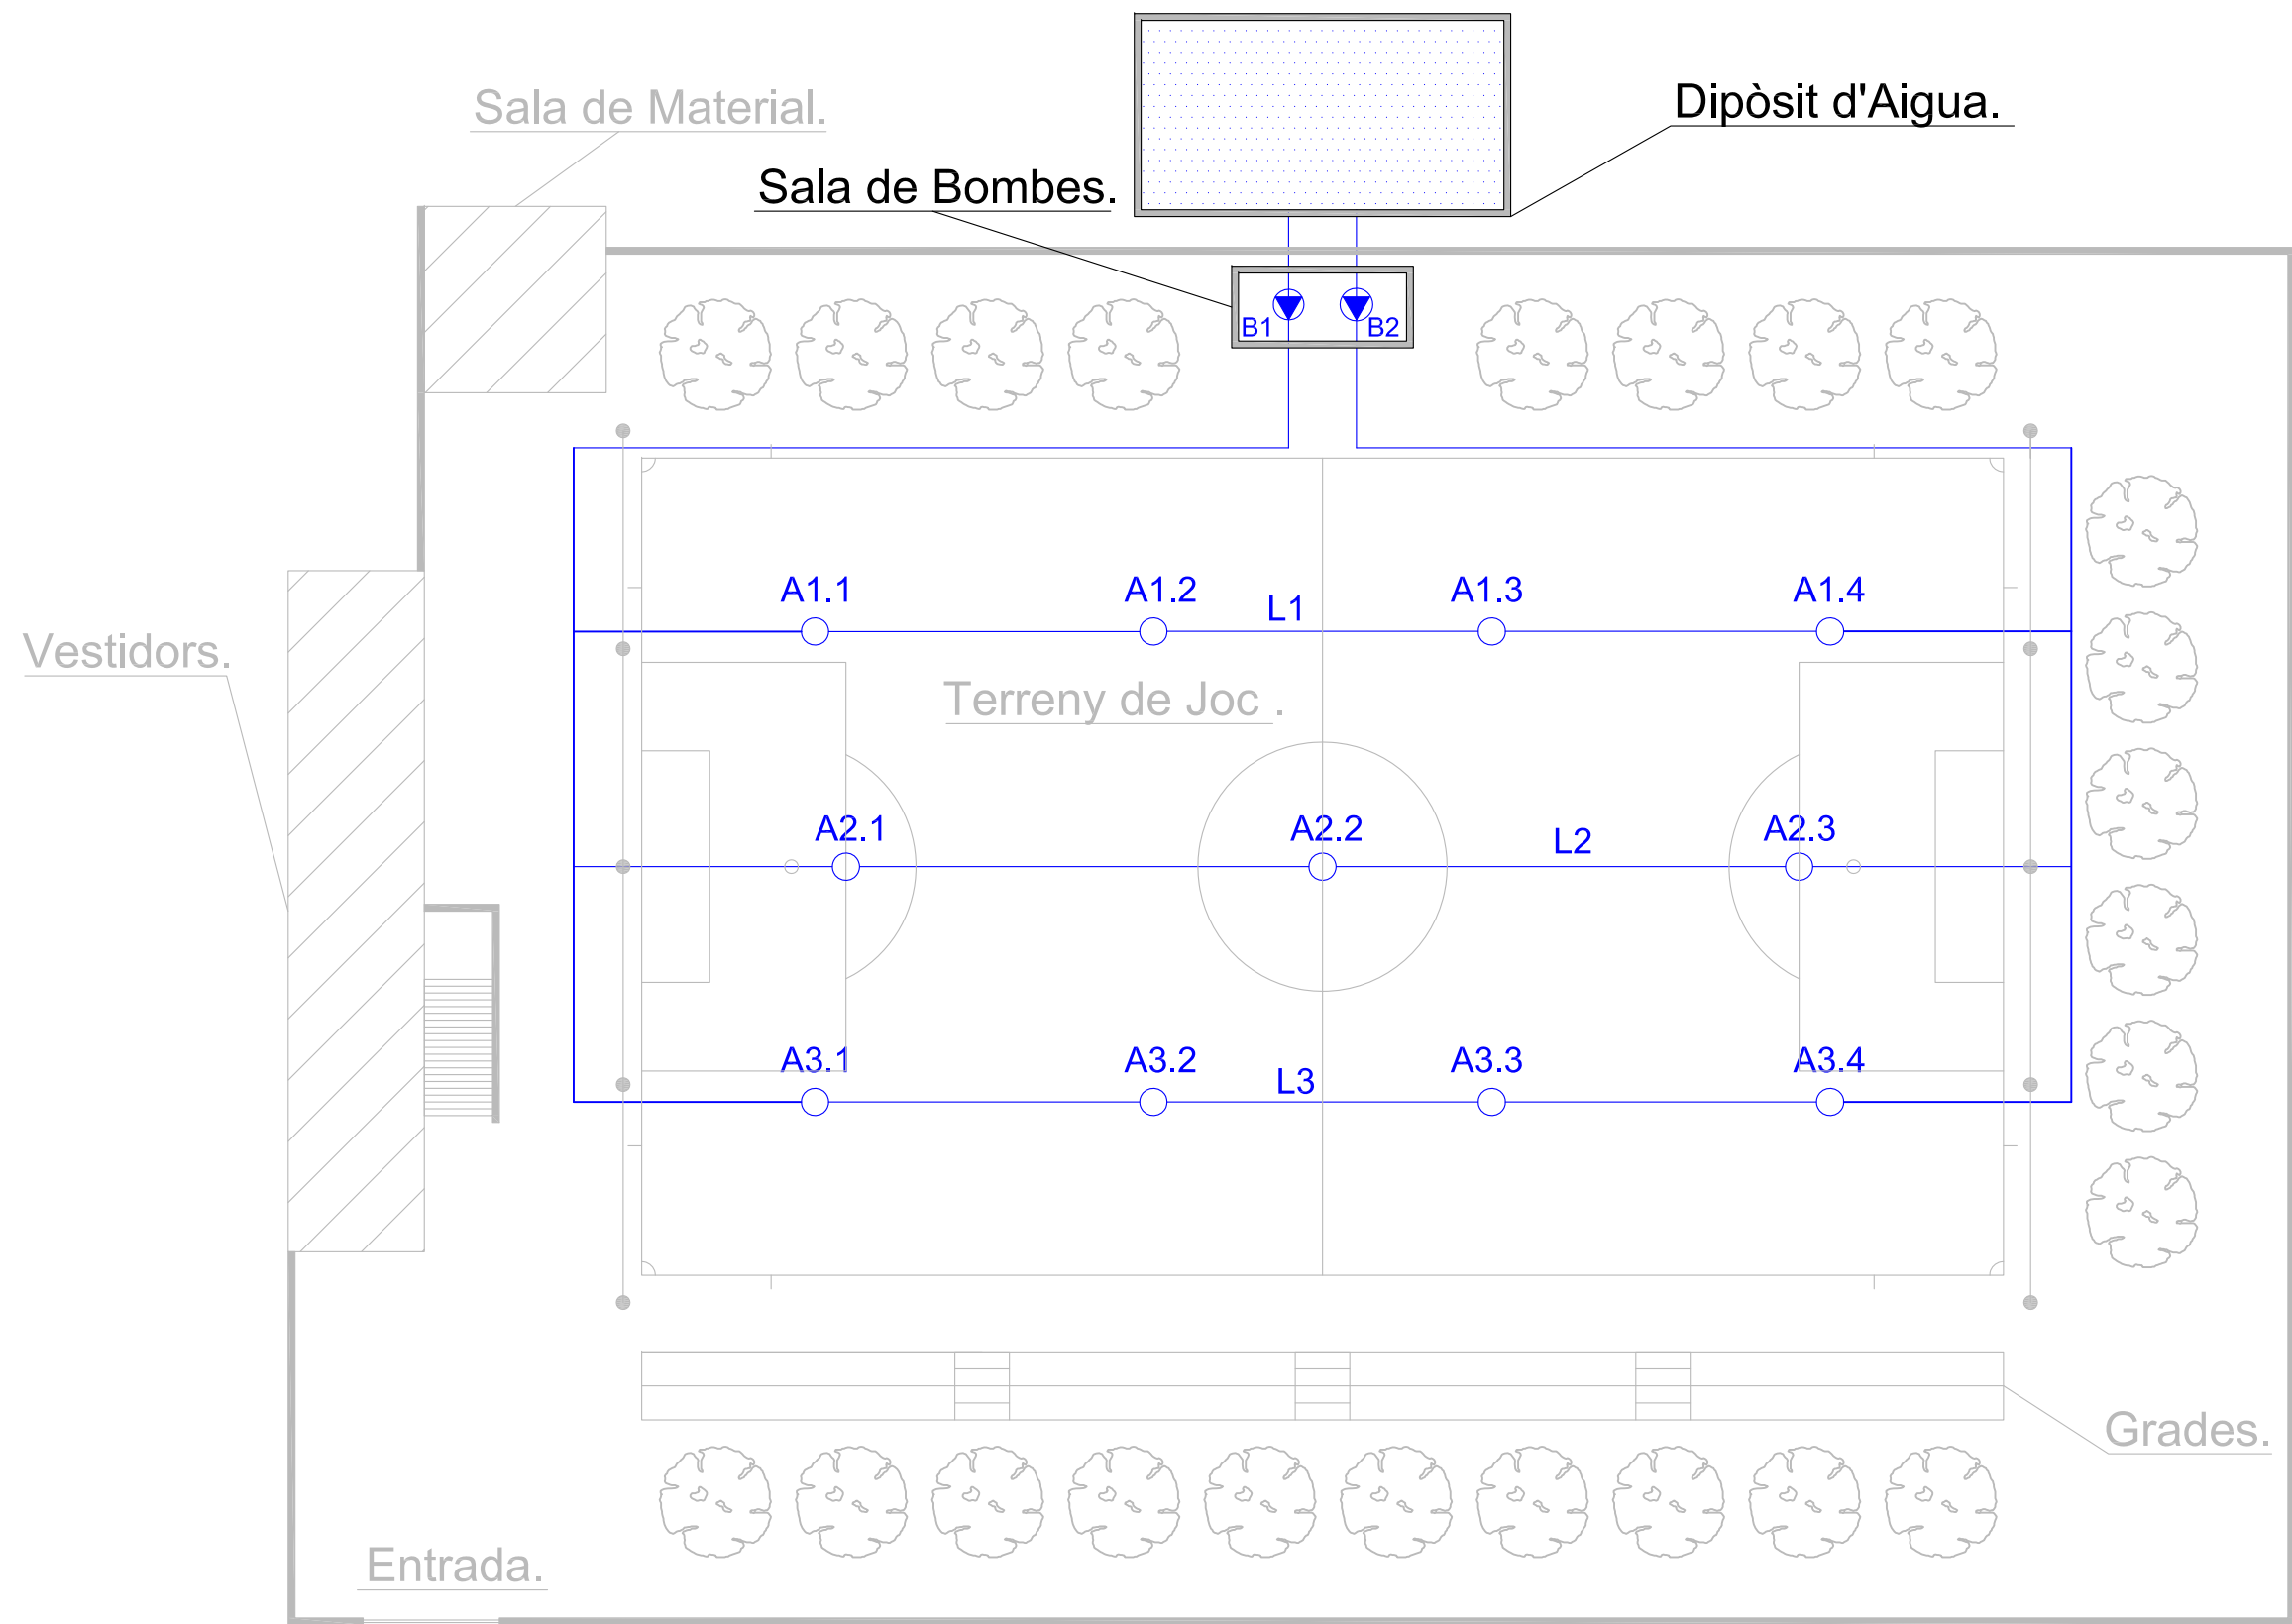 Sala de Material.
Dipòsit d'Aigua.
Sala de Bombes.
B1
B2
A1.1
A1.2
L1
A1.3
A1.4
Vestidors.
Terreny de Joc .
A2.1
A2.2
L2
A2.3
A3.1
A3.2
L3
A3.3
A3.4
Grades.
Entrada.